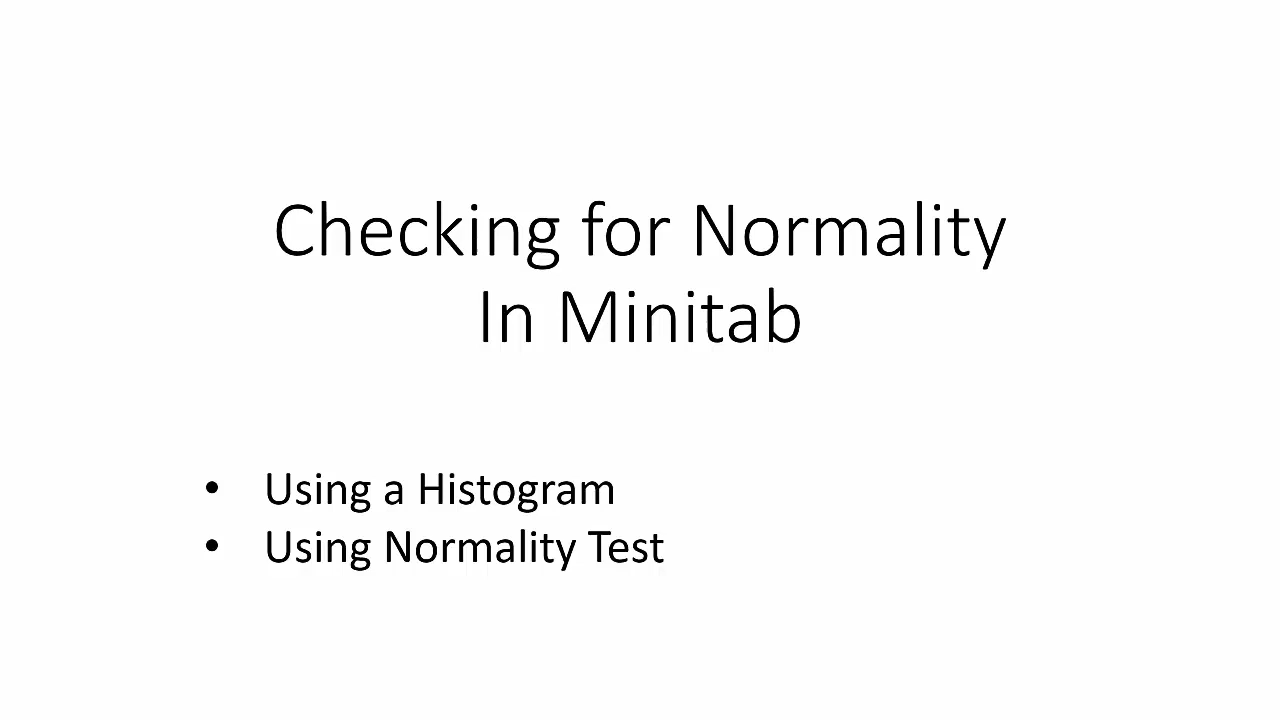 Checking for Normality
In Minitab
• Using a Histogram
• Using Normality Test